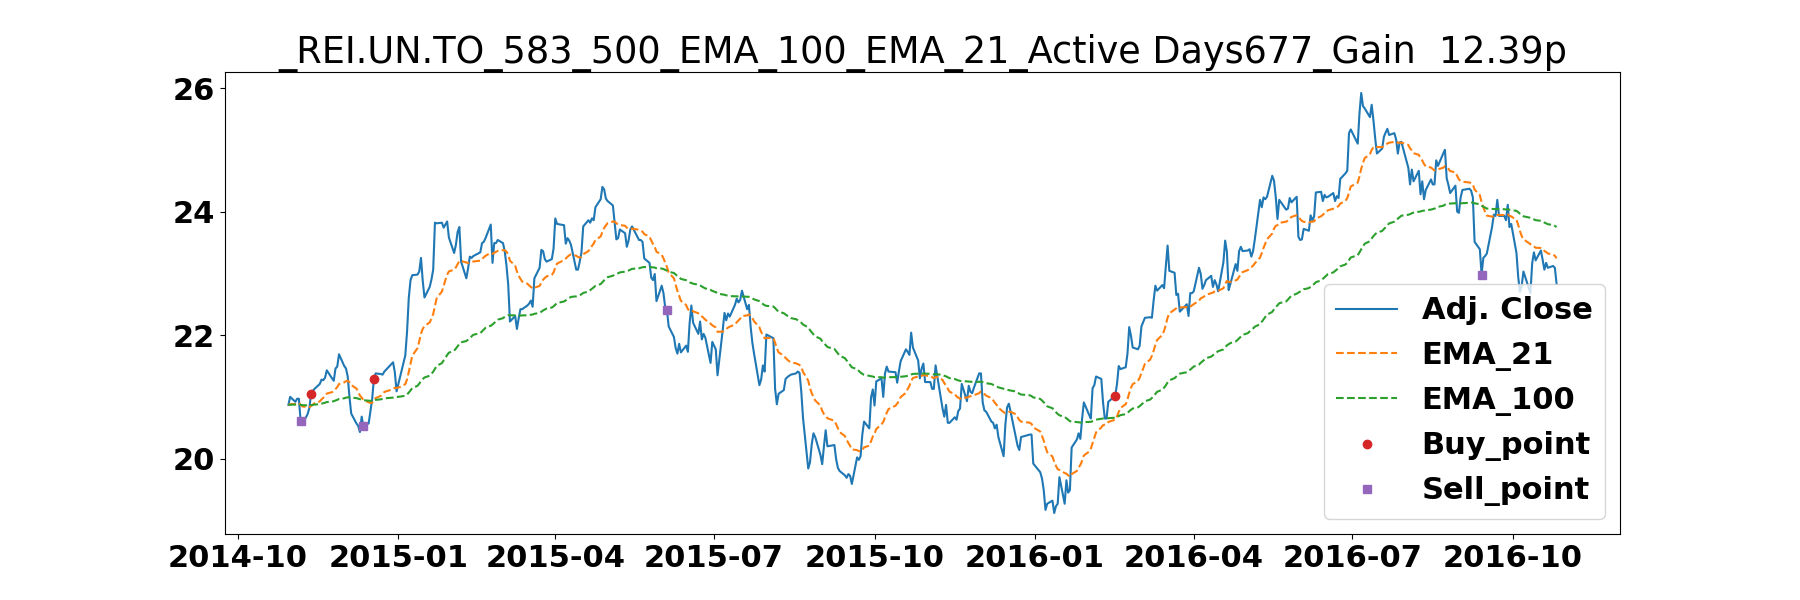 _REI.UN.TO_583_500_EMA_100_EMA_21_Active Days677_Gain  12.39p
26
24
22
20
2014-10 2015-01 2015-04 2015-07 2015-10 2016-01 2016-04 2016-07 2016-10
Adj. Close
EMA_21
EMA_100
Buy_point
Sell_point